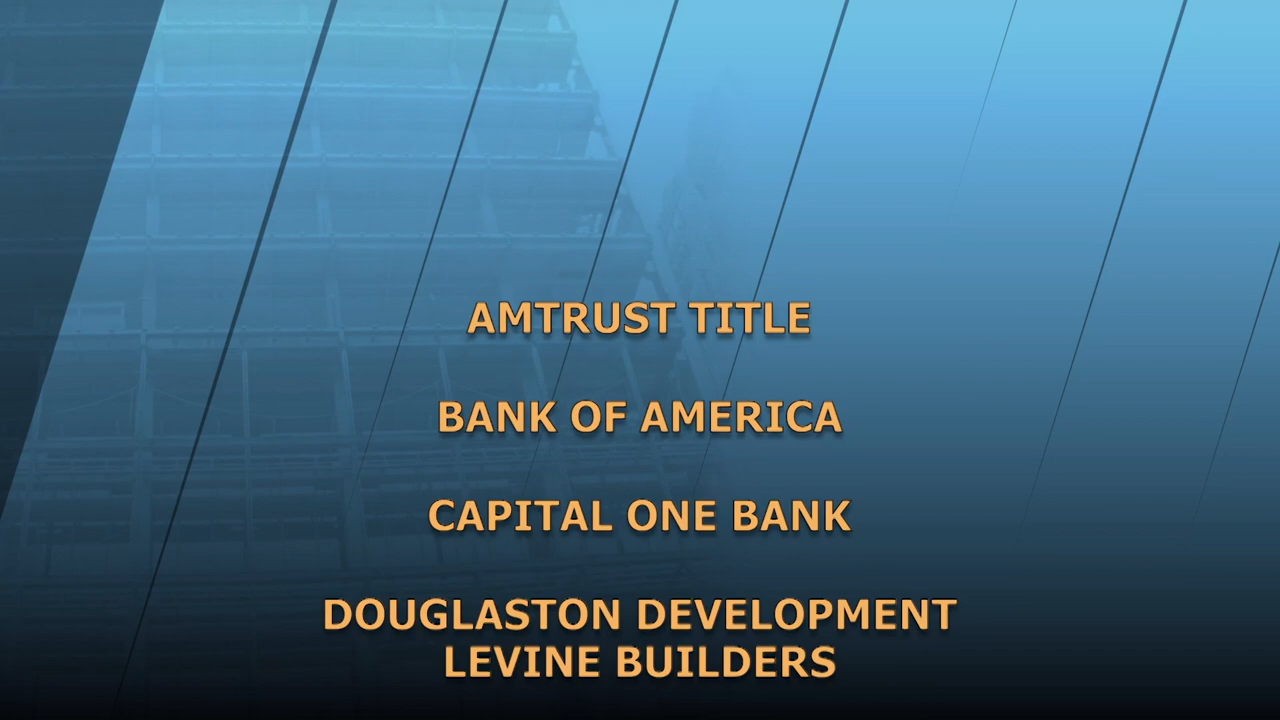 AMTRUST TITLE
BANK OF AMERICA
CAPITAL ONE BANK
DOUGLASTON DEVELOPMENT
LEVINE BUILDERS